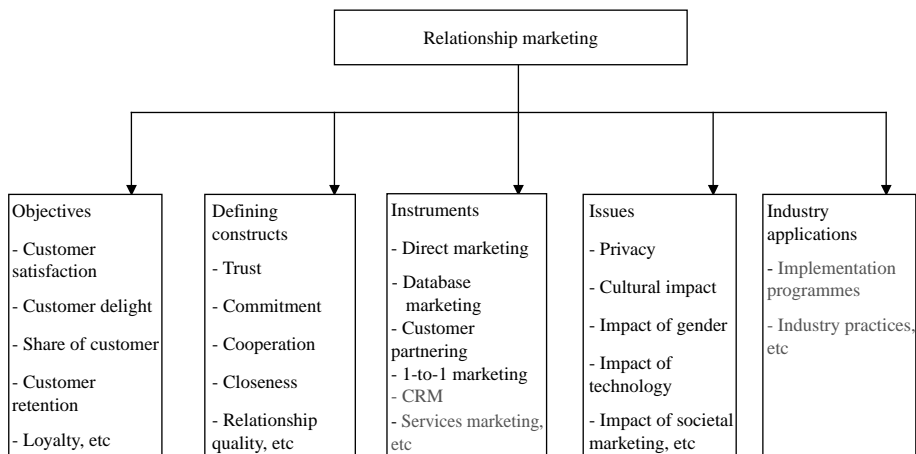 Relationship marketing
Objectives
- Customer
satisfaction
- Customer delight
- Share of customer
- Customer
retention
- Loyalty, etc
Defining
constructs
- Trust
- Commitment
- Cooperation
- Closeness
- Relationship
quality, etc
Instruments
- Direct marketing
- Database
marketing
- Customer
partnering
- 1-to-1 marketing
- CRM
- Services marketing,
etc
Issues
- Privacy
- Cultural impact
- Impact of gender
- Impact of
technology
- Impact of societal
marketing, etc
Industry
applications
- Implementation
programmes
- Industry practices,
etc